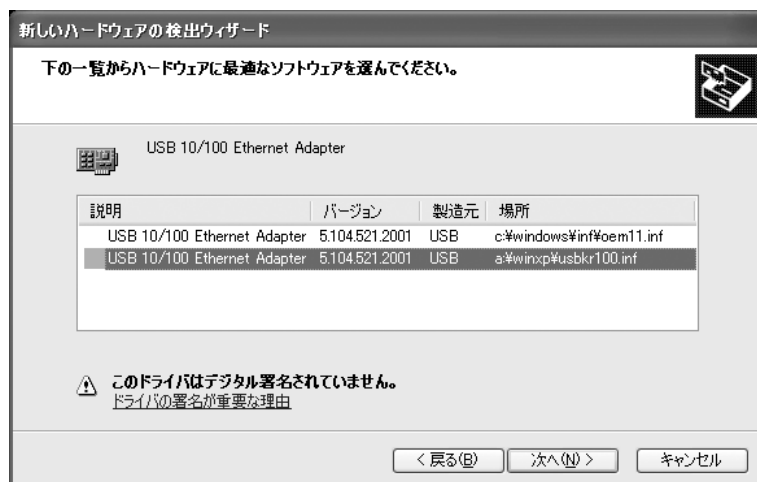 新しいハードウェアの検出ウィザード
下の一覧からハードウェアに最適なソフトウェアを選んでください。
USB 10/100 Ethernet Adapter
説明 バージョン 製造元 場所
USB 10/100 Ethernet Adapter 5.104.521.2001 USB c:¥windows¥inf¥oem11.inf
USB 10/100 Ethernet Adapter 5.104.521.2001 USB a:¥winxp¥usbkr100.inf
このドライバはデジタル署名されていません。
ドライバの署名が重要な理由
< 戻る(B) 次へ(N) > キャンセル